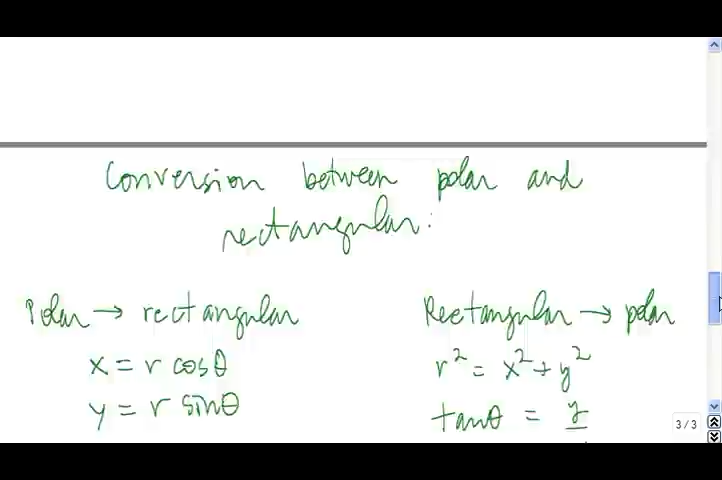 Conversion between polar and
rectangular:
Polar → rectangular
x = r cosθ
y = r sinθ
Rectangular → polar
r² = x² + y²
tanθ = y
3/3